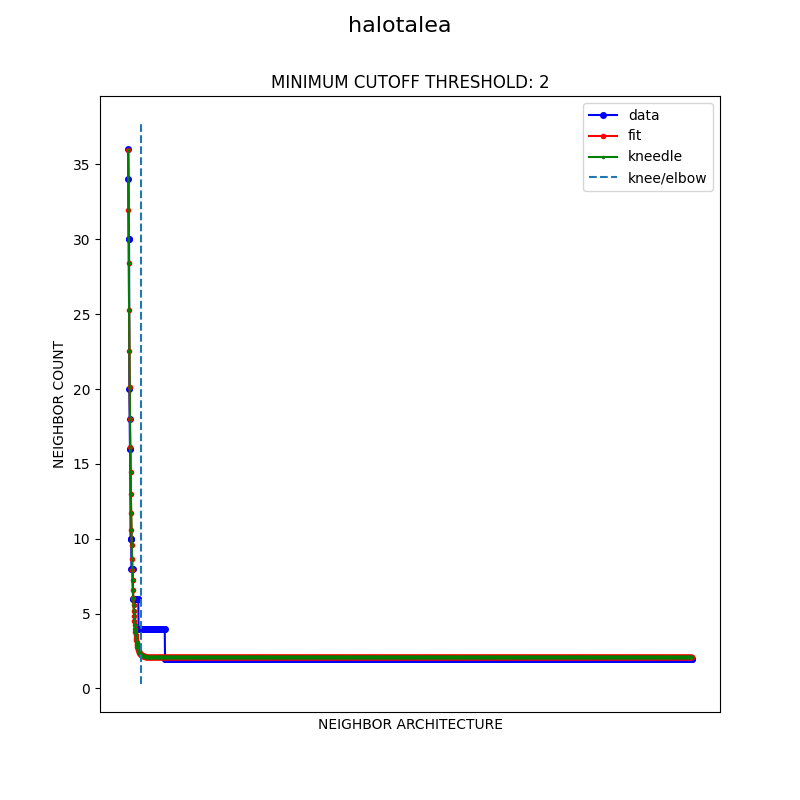 halotalea
MINIMUM CUTOFF THRESHOLD: 2
data
fit
kneedle
knee/elbow
35
30
25
20
15
10
5
0
NEIGHBOR COUNT
NEIGHBOR ARCHITECTURE